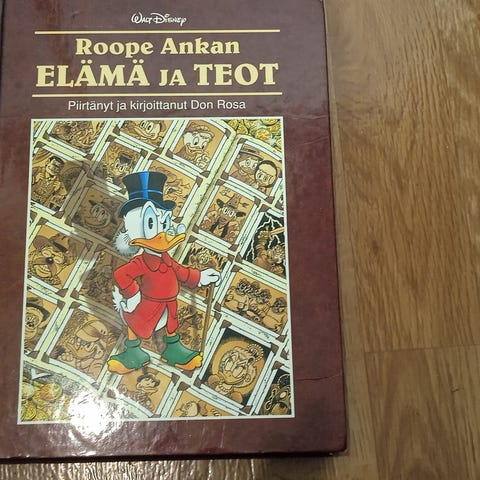 Walt Disney
Roope Ankan
ELÄMÄ JA TEOT
Piirtänyt ja kirjoittanut Don Rosa